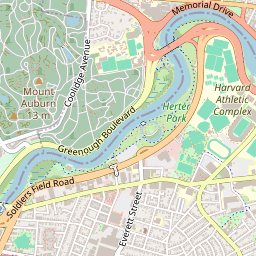 Memorial Drive
Coolidge Avenue
Mount
Auburn
13 m
Greenough Boulevard
Herter
Park
Harvard
Athletic
Complex
Soldiers Field Road
Everett Street